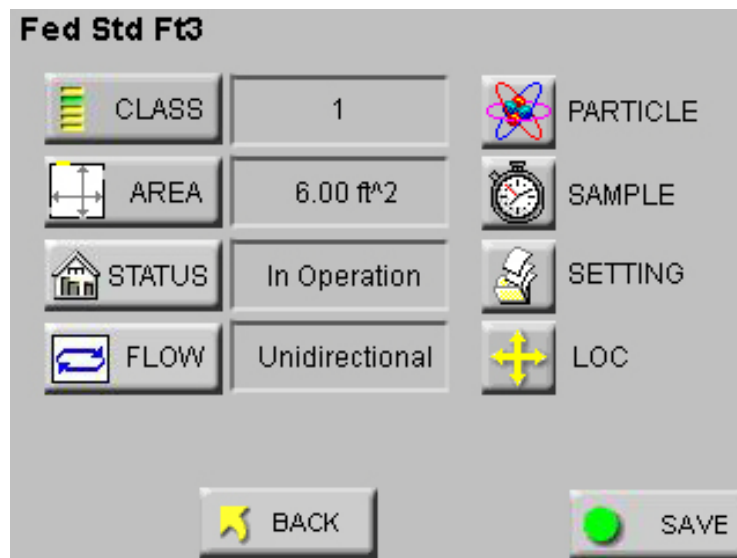 Fed Std Ft3
CLASS 1 PARTICLE
AREA 6.00 ft^2 SAMPLE
STATUS In Operation SETTING
FLOW Unidirectional LOC
BACK SAVE